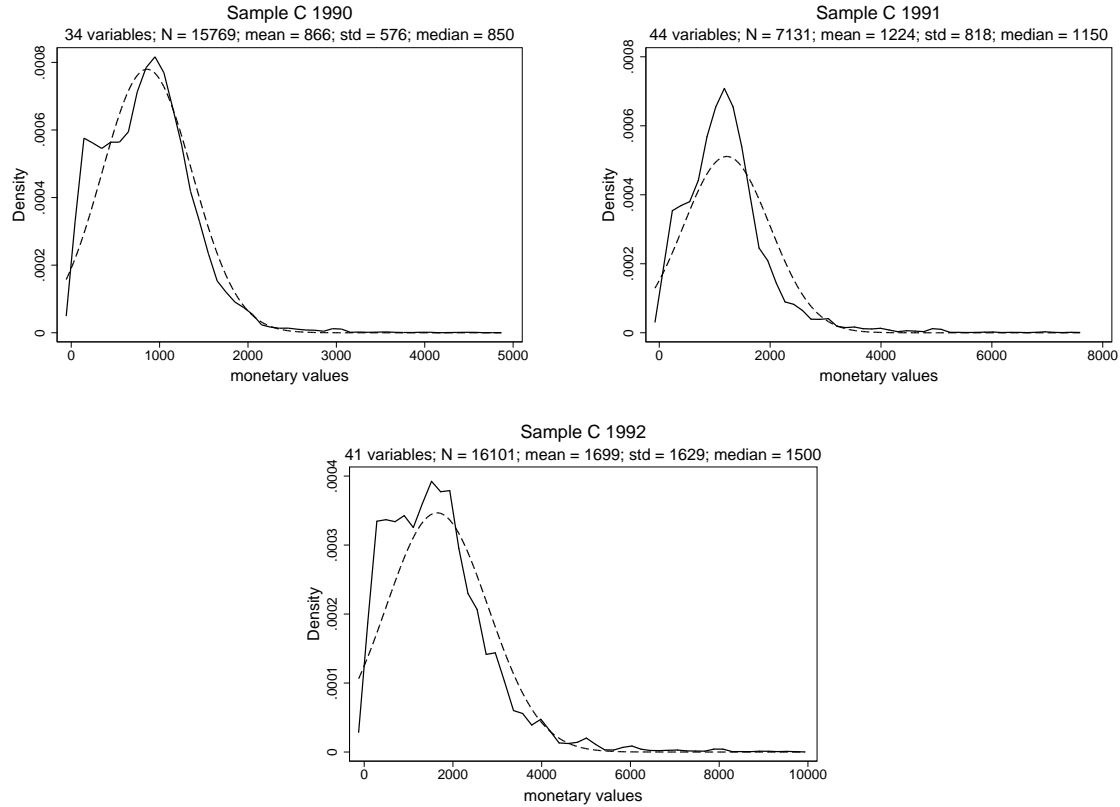 Sample C 1990
34 variables; N = 15769; mean = 866; std = 576; median = 850
.0008
.0006
.0004
.0002
0
Density
0 1000 2000 3000 4000 5000
monetary values
Sample C 1991
44 variables; N = 7131; mean = 1224; std = 818; median = 1150
.0008
.0006
.0004
.0002
0
Density
0 2000 4000 6000 8000
monetary values
Sample C 1992
41 variables; N = 16101; mean = 1699; std = 1629; median = 1500
.0004
.0003
.0002
.0001
0
Density
0 2000 4000 6000 8000 10000
monetary values